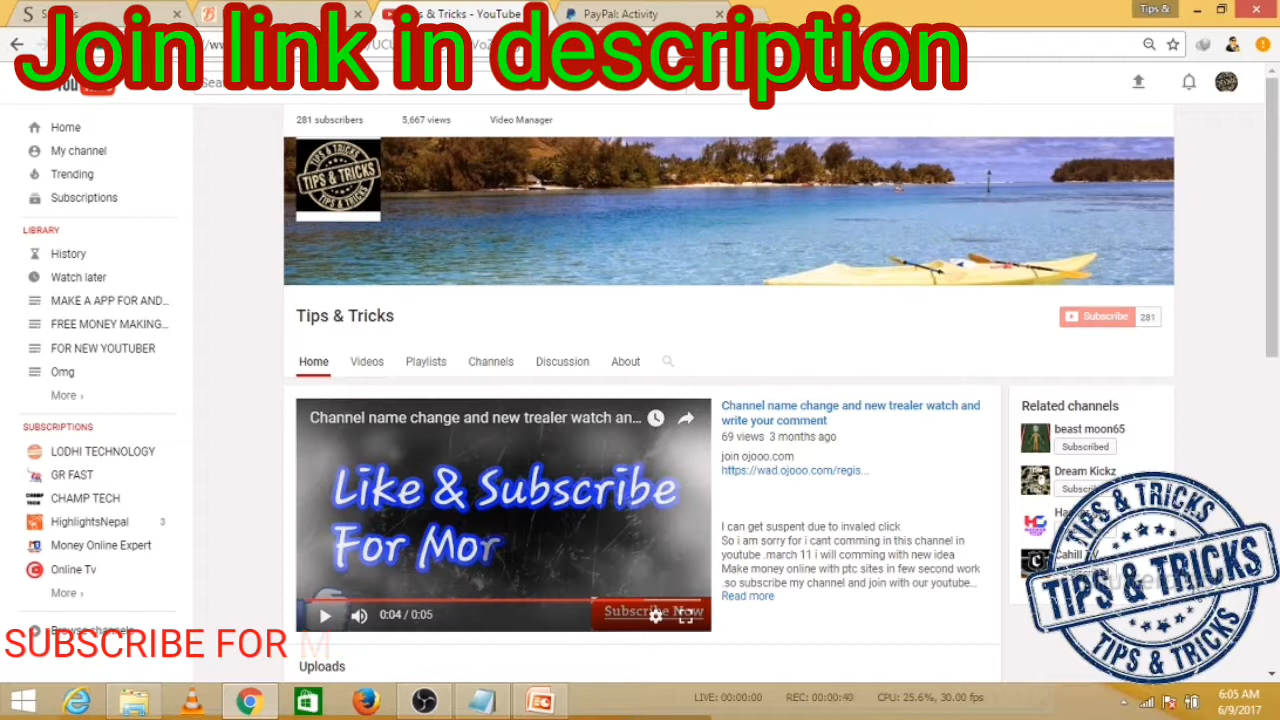 Tips & Tricks - YouTube
PayPal: Activity
Tips &
Join link in description
281 subscribers
5,667 views
Video Manager
TIPS & TRICKS
TIPS & TRICKS
TIPS & TRICKS
Home
My channel
Trending
Subscriptions
LIBRARY
History
Watch later
MAKE A APP FOR AND...
FREE MONEY MAKING...
FOR NEW YOUTUBER
Omg
More ›
SUBSCRIPTIONS
LODHI TECHNOLOGY
GR FAST
CHAMP TECH
HighlightsNepal 3
Money Online Expert
Online Tv
More ›
Browse channels
SUBSCRIBE FOR M
Tips & Tricks
Subscribe 281
Home
Videos
Playlists
Channels
Discussion
About
Channel name change and new trealer watch an...
Like & Subscribe
For Mor
0:04 / 0:05
Subscribe Now
Channel name change and new trealer watch and
write your comment
69 views 3 months ago
join ojooo.com
https://wad.ojooo.com/regis...
I can get suspent due to invaled click
So i am sorry for i cant comming in this channel in
youtube .march 11 i will comming with new idea
Make money online with ptc sites in few second work
.so subscribe my channel and join with our youtube...
Read more
Uploads
Related channels
beast moon65
Subscribed
Dream Kickz
Cahill TV
TIPS & TRICKS
TIPS & TRICKS
TIPS & TRICKS
LIVE: 00:00:00
REC: 00:00:40
CPU: 25.6%, 30.00 fps
6:05 AM
6/9/2017